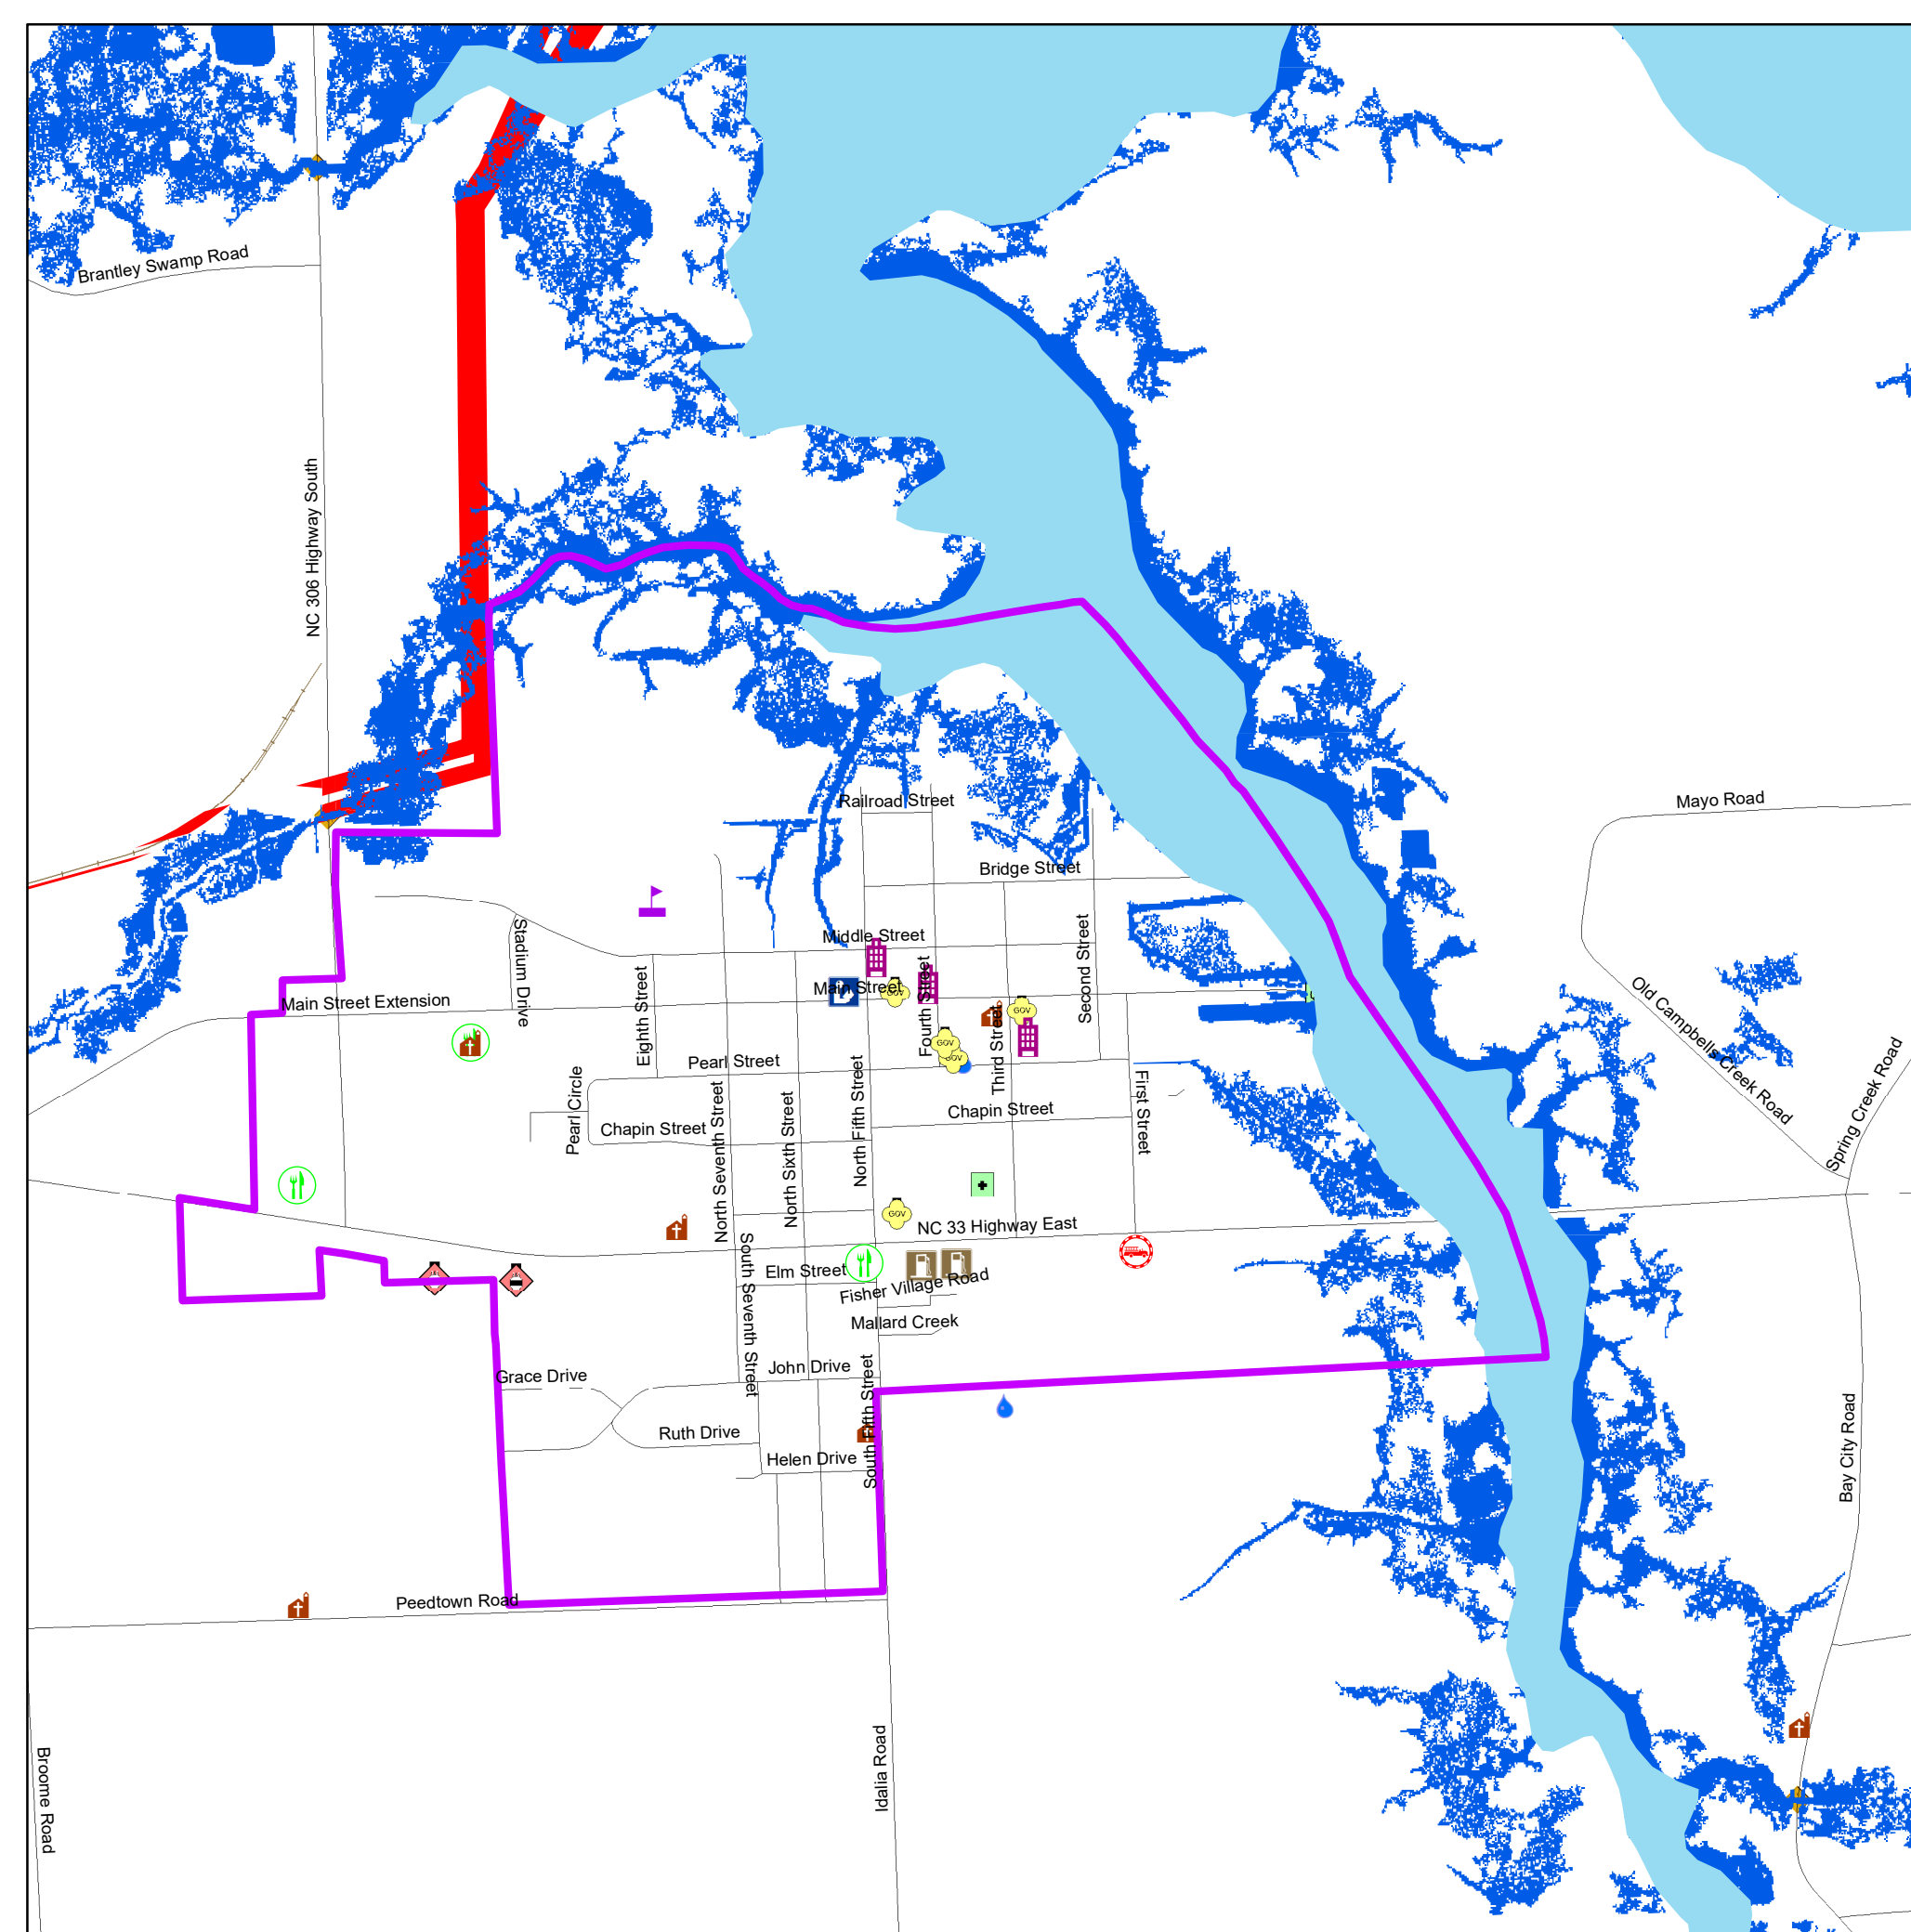 Brantley Swamp Road
NC 306 Highway South
Railroad Street
Mayo Road
Bridge Street
Middle Street
Stadium Drive
Second Street
Main Street
GOV
Fourth Street
Eighth Street
Main Street Extension
GOV
Third Street
Old Campbells Creek Road
GOV
GOV
Pearl Street
Spring Creek Road
Pearl Circle
North Fifth Street
First Street
Chapin Street
Chapin Street
North Seventh Street
North Sixth Street
GOV
NC 33 Highway East
South Seventh Street
Elm Street
Fisher Village Road
Mallard Creek
John Drive
Grace Drive
South Fifth Street
Ruth Drive
Helen Drive
Bay City Road
Peedtown Road
Idalia Road
Broome Road